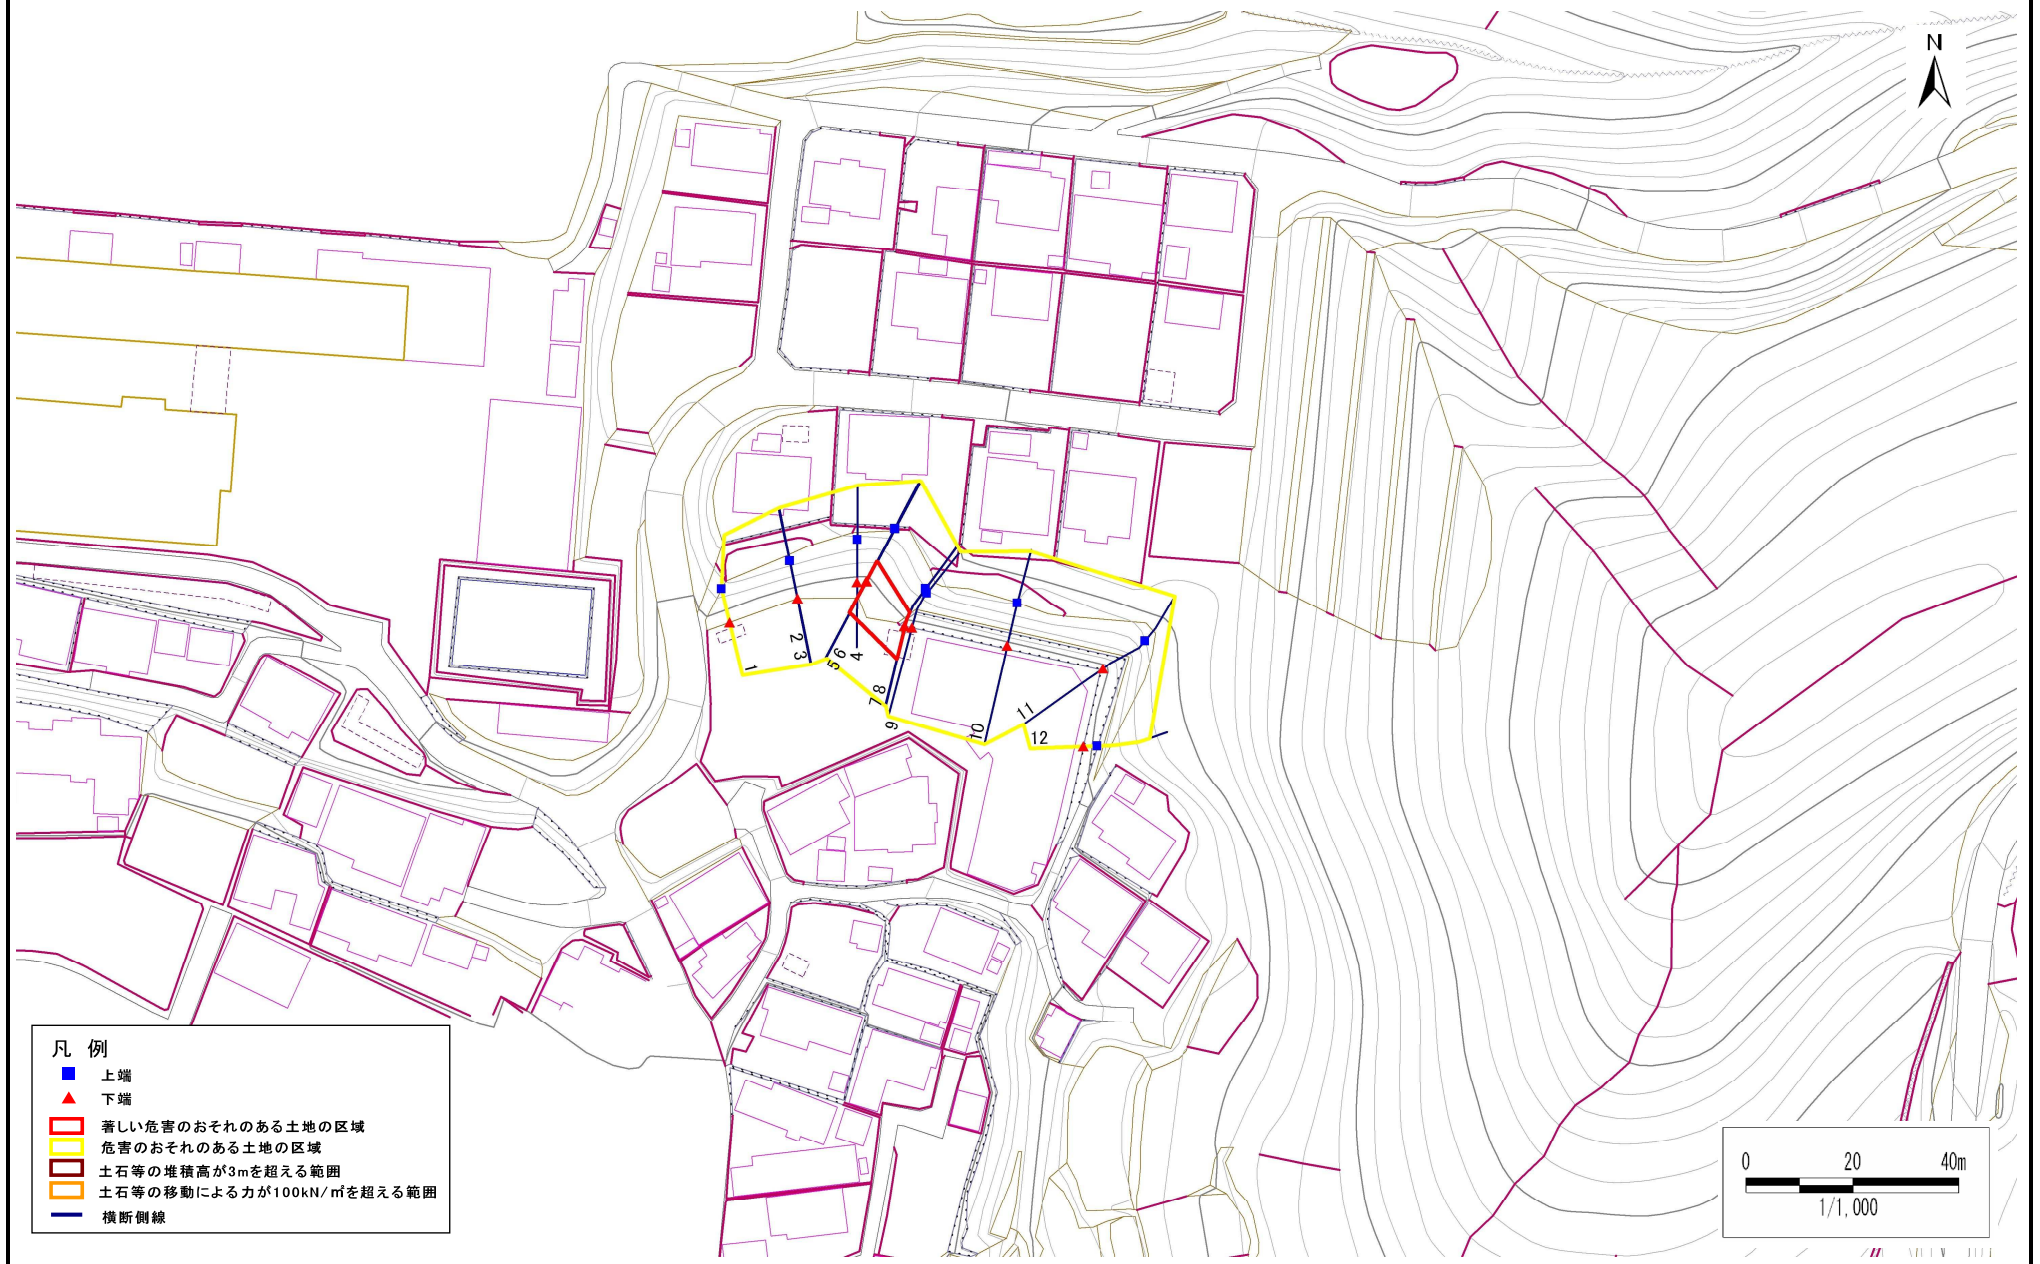 N
1
2
3
4
5
6
7
8
9
10
11
12
凡 例
上端
下端
著しい危害のおそれのある土地の区域
危害のおそれのある土地の区域
土石等の堆積高が3mを超える範囲
土石等の移動による力が100kN/㎡を超える範囲
横断側線
0 20 40m
1/1,000